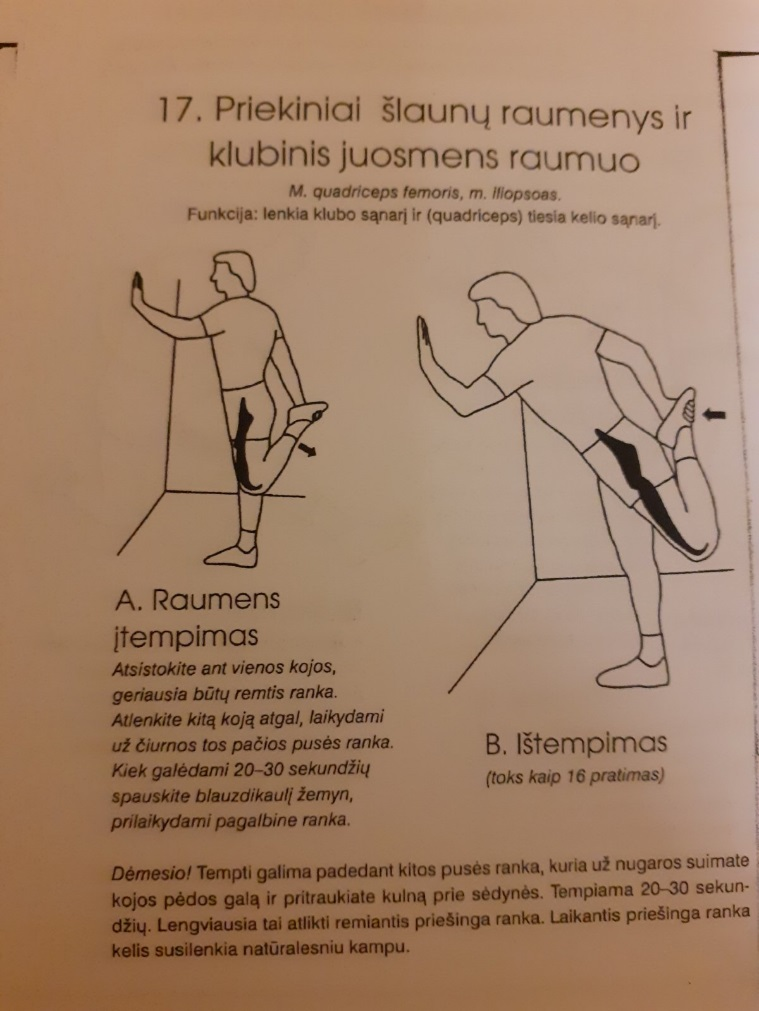 17. Priekiniai šlaunų raumenys ir
klubinis juosmens raumuo
M. quadriceps femoris, m. Iliopsoas.
Funkcija: lenkia klubo sąnarį ir (quadriceps) tiesia kelio sąnarį.
A. Raumens
įtempimas
Atsistokite ant vienos kojos,
geriausia būtų remtis ranka.
Atlenkite kitą koją atgal, laikydami
už čiurnos tos pačios pusės ranka.
Kiek galėdami 20–30 sekundžių
spauskite blauzdikaulį žemyn,
prilaikydami pagalbine ranka.
B. Ištempimas
(toks kaip 16 pratimas)
Dėmesio! Tempti galima padedant kitos pusės ranka, kuria už nugaros suimate
kojos pėdos galą ir pritraukiate kulną prie sėdynės. Tempiama 20–30 sekun-
džių. Lengviausia tai atlikti remiantis priešinga ranka. Laikantis priešinga ranka
kelis susilenkia natūralesniu kampu.